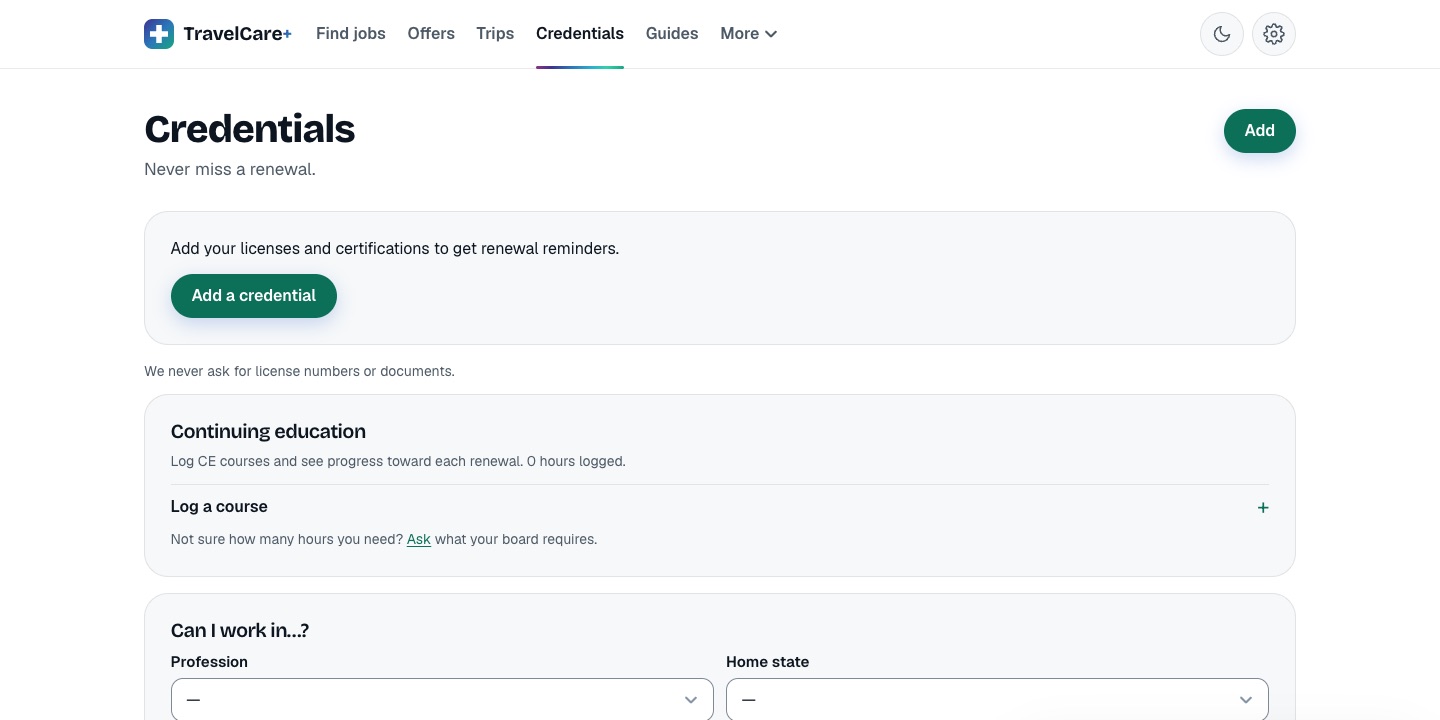 TravelCare+ Find jobs Offers Trips Credentials Guides More
Credentials
Add
Never miss a renewal.
Add your licenses and certifications to get renewal reminders.
Add a credential
We never ask for license numbers or documents.
Continuing education
Log CE courses and see progress toward each renewal. 0 hours logged.
Log a course +
Not sure how many hours you need? Ask what your board requires.
Can I work in...?
Profession Home state
— —